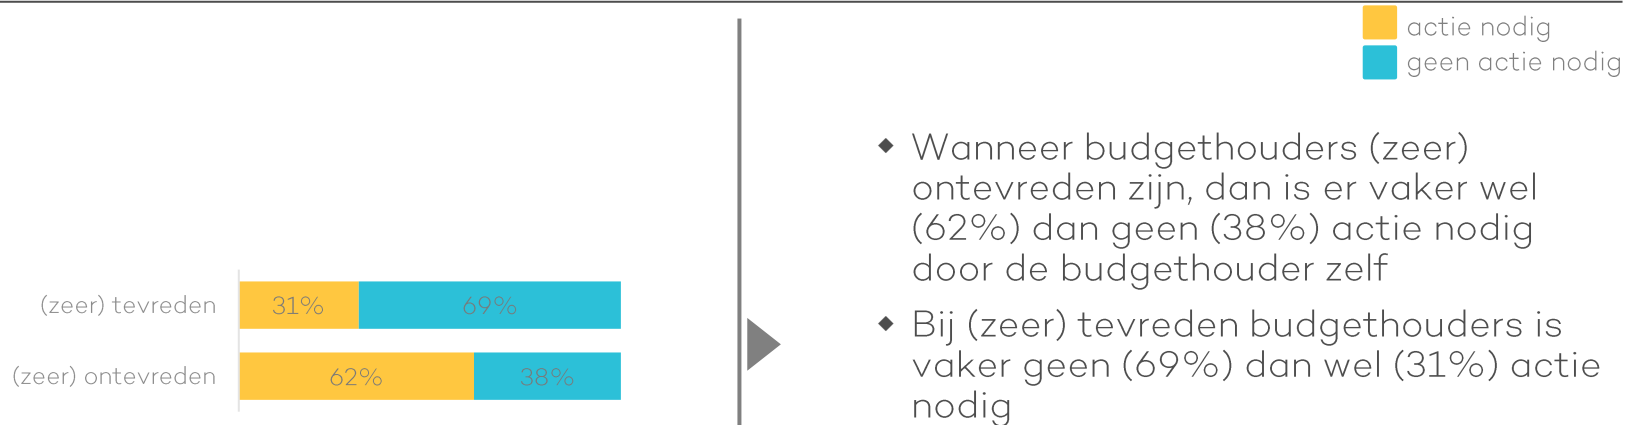 actie nodig
geen actie nodig
(zeer) tevreden
31%
69%
(zeer) ontevreden
62%
38%
Wanneer budgethouders (zeer)
ontevreden zijn, dan is er vaker wel
(62%) dan geen (38%) actie nodig
door de budgethouder zelf
Bij (zeer) tevreden budgethouders is
vaker geen (69%) dan wel (31%) actie
nodig